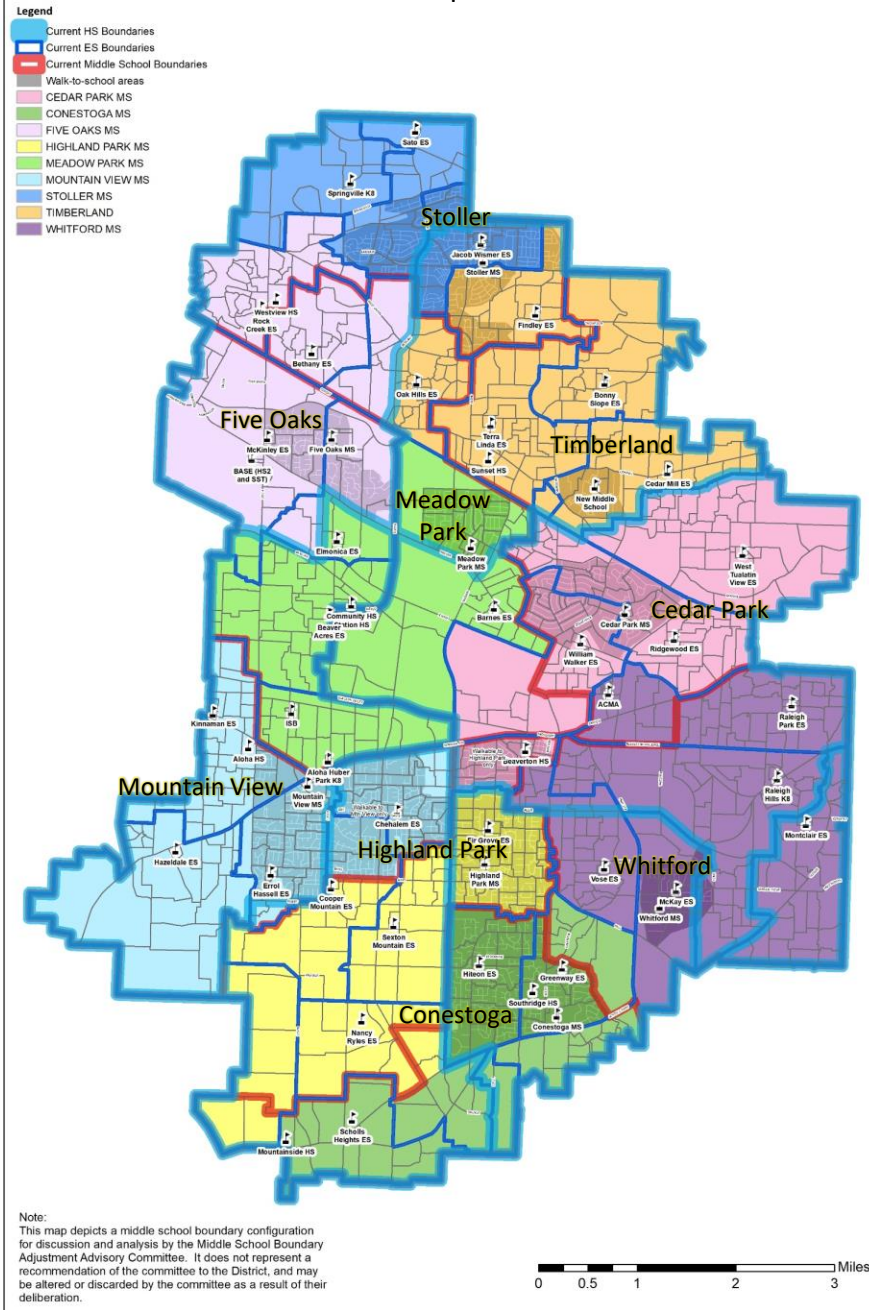 Legend
Current HS Boundaries
Current ES Boundaries
Current Middle School Boundaries
Walk-to-school areas
CEDAR PARK MS
CONESTOGA MS
FIVE OAKS MS
HIGHLAND PARK MS
MEADOW PARK MS
MOUNTAIN VIEW MS
STOLLER MS
TIMBERLAND
WHITFORD MS
Sato ES
Springville K8
Stoller
Jacob Wismer ES
Stoller MS
Westview HS
Rock
Creek ES
Findley ES
Bethany ES
Oak Hills ES
Bonny
Slope ES
Five Oaks
McKinley ES
Five Oaks MS
BASE (HS2
and SST)
Terra
Linda ES
Sunset HS
Timberland
Cedar Mill ES
New Middle
School
Meadow
Park
Elmonica ES
Meadow
Park MS
West
Tualatin
View ES
Community HS
Beaver
Acres ES
Barnes ES
Cedar Park
Cedar Park MS
William
Walker ES
Ridgewood ES
ACMA
Kinnaman ES
ISB
Raleigh
Park ES
Aloha HS
Aloha Huber
Park K8
Walkable to
Highland Park
Beaverton HS
Mountain View
Mountain
View MS
Chehalem ES
Raleigh
Hills K8
Montclair ES
Hazeldale ES
Highland Park
Fir Grove ES
Highland
Park MS
Whitford
Vose ES
Errol
Hassell ES
Cooper
Mountain ES
McKay ES
Whitford MS
Sexton
Mountain ES
Hiteon ES
Greenway ES
Southridge HS
Conestoga
Conestoga MS
Nancy
Ryles ES
Scholls
Heights ES
Mountainside HS
Note:
This map depicts a middle school boundary configuration
for discussion and analysis by the Middle School Boundary
Adjustment Advisory Committee. It does not represent a
recommendation of the committee to the District, and may
be altered or discarded by the committee as a result of their
deliberation.
Miles
0 0.5 1 2 3